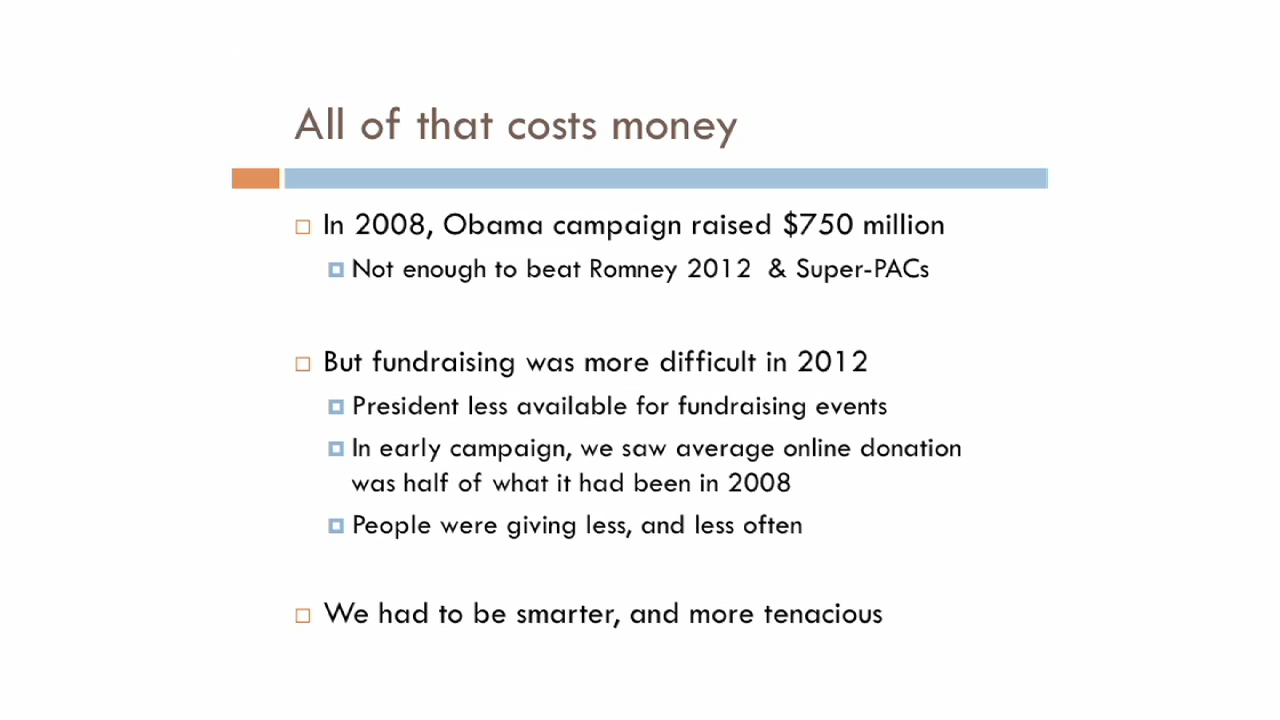 All of that costs money
In 2008, Obama campaign raised $750 million
Not enough to beat Romney 2012 & Super-PACs
But fundraising was more difficult in 2012
President less available for fundraising events
In early campaign, we saw average online donation
was half of what it had been in 2008
People were giving less, and less often
We had to be smarter, and more tenacious